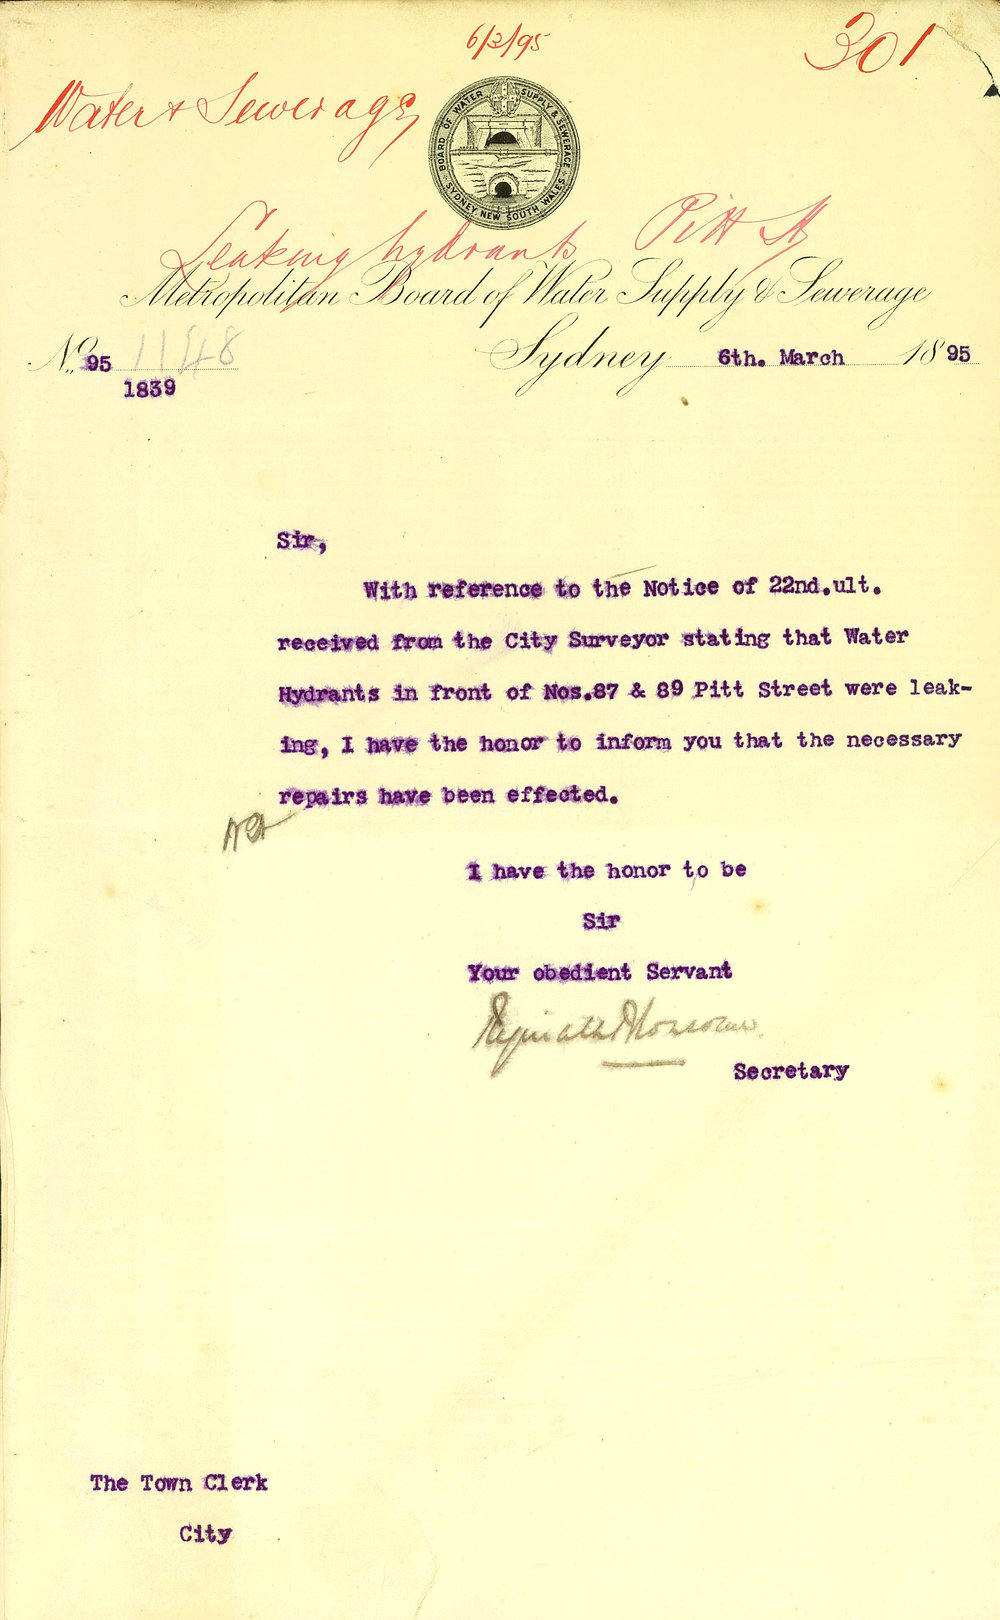 6/3/95
301
Water & Sewerage
BOARD OF WATER SUPPLY & SEWERAGE
SYDNEY NEW SOUTH WALES
Leaking hydrants Pitt St
Metropolitan Board of Water Supply & Sewerage
No. 95 1148
1839
Sydney 6th. March 1895
Sir,
With reference to the Notice of 22nd.ult.
received from the City Surveyor stating that Water
Hydrants in front of Nos.87 & 89 Pitt Street were leak-
ing, I have the honor to inform you that the necessary
repairs have been effected.
I have the honor to be
Sir
Your obedient Servant
Secretary
The Town Clerk
City